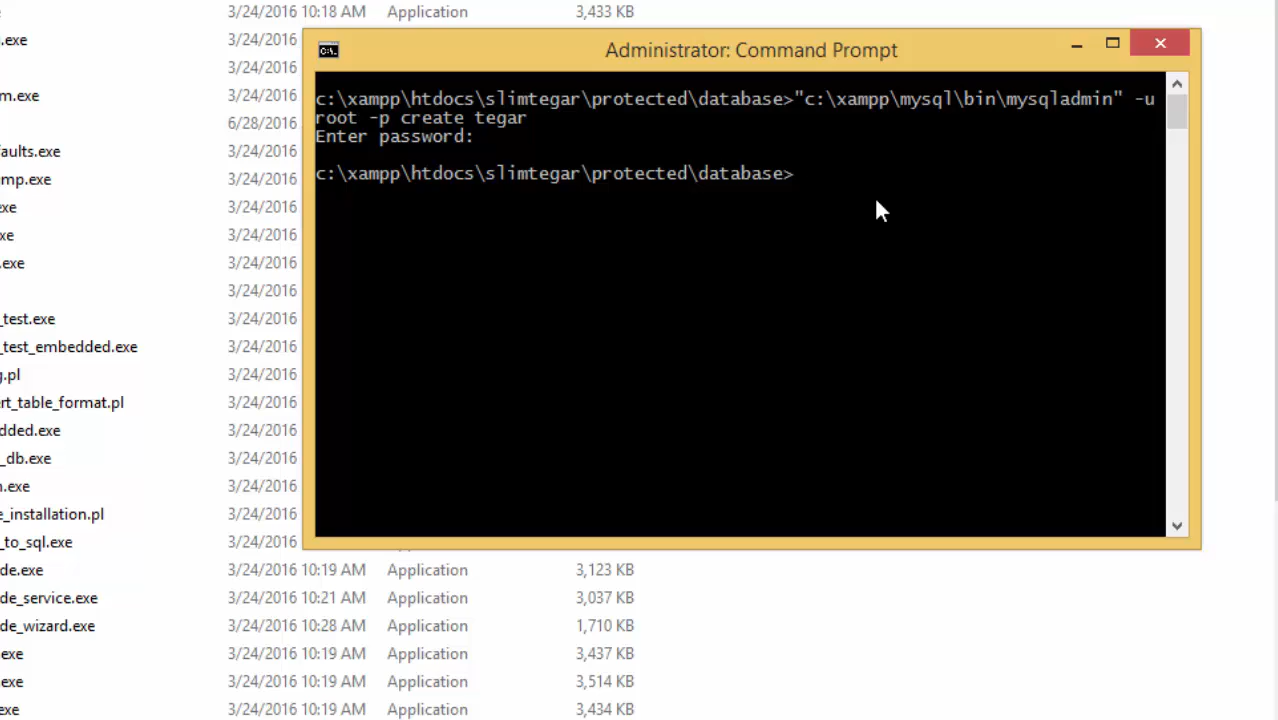 3/24/2016 10:18 AM Application 3,433 KB
.exe 3/24/2016
3/24/2016
m.exe 3/24/2016
6/28/2016
faults.exe 3/24/2016
mp.exe 3/24/2016
exe 3/24/2016
xe 3/24/2016
.exe 3/24/2016
3/24/2016
_test.exe 3/24/2016
_test_embedded.exe 3/24/2016
g.pl 3/24/2016
ert_table_format.pl 3/24/2016
dded.exe 3/24/2016
_db.exe 3/24/2016
n.exe 3/24/2016
e_installation.pl 3/24/2016
_to_sql.exe 3/24/2016
de.exe 3/24/2016 10:19 AM Application 3,123 KB
de_service.exe 3/24/2016 10:21 AM Application 3,037 KB
de_wizard.exe 3/24/2016 10:28 AM Application 1,710 KB
exe 3/24/2016 10:19 AM Application 3,437 KB
exe 3/24/2016 10:19 AM Application 3,514 KB
exe 3/24/2016 10:19 AM Application 3,434 KB
C:\.
Administrator: Command Prompt
c:\xampp\htdocs\slimtegar\protected\database>"c:\xampp\mysql\bin\mysqladmin" -u
root -p create tegar
Enter password:
c:\xampp\htdocs\slimtegar\protected\database>